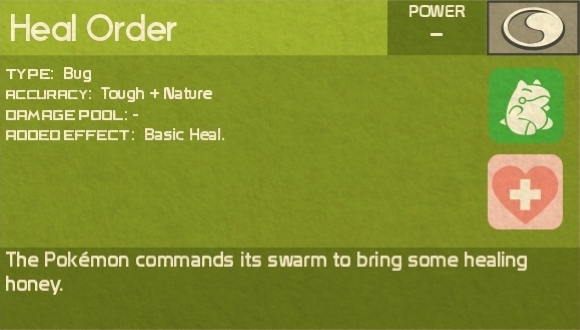 Heal Order
POWER
–
TYPE: Bug
ACCURACY: Tough + Nature
DAMAGE POOL: -
ADDED EFFECT: Basic Heal.
The Pokémon commands its swarm to bring some healing
honey.